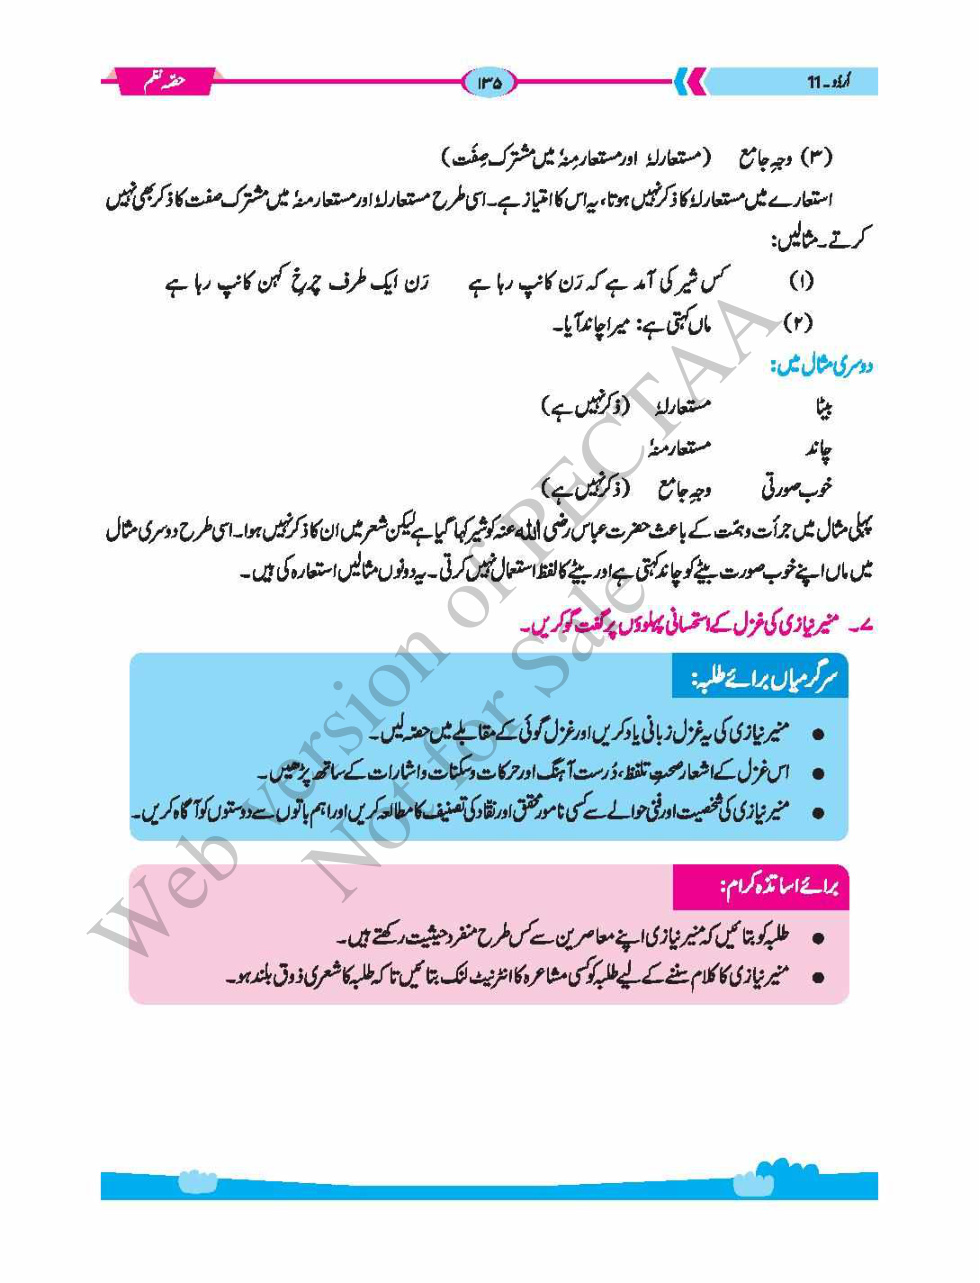 اُردُو ۔ 11
۱۳۵
حصّہ نظم
(۳) وجہِ جامع (مستعارلہٗ اور مستعار مِنہٗ میں مشترک صِفَت)
استعارے میں مستعارلہٗ کا ذکر نہیں ہوتا، یہ اس کا امتیاز ہے۔ اسی طرح مستعارلہٗ اور مستعار منہٗ میں مشترک صفت کا ذکر بھی نہیں
کرتے۔ مثالیں:
(۱) کس شیر کی آمد ہے کہ رَن کانپ رہا ہے رَن ایک طرف چرخِ کہن کانپ رہا ہے
(۲) ماں کہتی ہے: میرا چاند آیا۔
دوسری مثال میں:
بیٹا مستعارلہٗ (ذکر نہیں ہے)
چاند مستعارمنہٗ
خوب صورتی وجہِ جامع (ذکر نہیں ہے)
پہلی مثال میں جرأت و ہمّت کے باعث حضرت عباس رضی اللہ عنہ کو شیر کہا گیا ہے لیکن شعر میں ان کا ذکر نہیں ہوا۔ اسی طرح دوسری مثال
میں ماں اپنے خوب صورت بیٹے کو چاند کہتی ہے اور بیٹے کا لفظ استعمال نہیں کرتی۔ یہ دونوں مثالیں استعارہ کی ہیں۔
۷۔ منیر نیازی کی غزل کے استحسانی پہلوؤں پر گفت گو کریں۔
سرگرمیاں برائے طلبہ:
● منیر نیازی کی یہ غزل زبانی یاد کریں اور غزل گوئی کے مقابلے میں حصّہ لیں۔
● اس غزل کے اشعار صحتِ تلفظ، دُرست آہنگ اور حرکات و سکنات و اشارات کے ساتھ پڑھیں۔
● منیر نیازی کی شخصیت اور فنی حوالے سے کسی نامور محقق اور نقاد کی تصنیف کا مطالعہ کریں اور اہم باتوں سے دوستوں کو آگاہ کریں۔
برائے اساتذہ کرام:
● طلبہ کو بتائیں کہ منیر نیازی اپنے معاصرین سے کس طرح منفرد حیثیت رکھتے ہیں۔
● منیر نیازی کا کلام سننے کے لیے طلبہ کو کسی مشاعرہ کا انٹرنیٹ لنک بتائیں تاکہ طلبہ کا شعری ذوق بلند ہو۔
Web version of PECTAA
Not for Sale